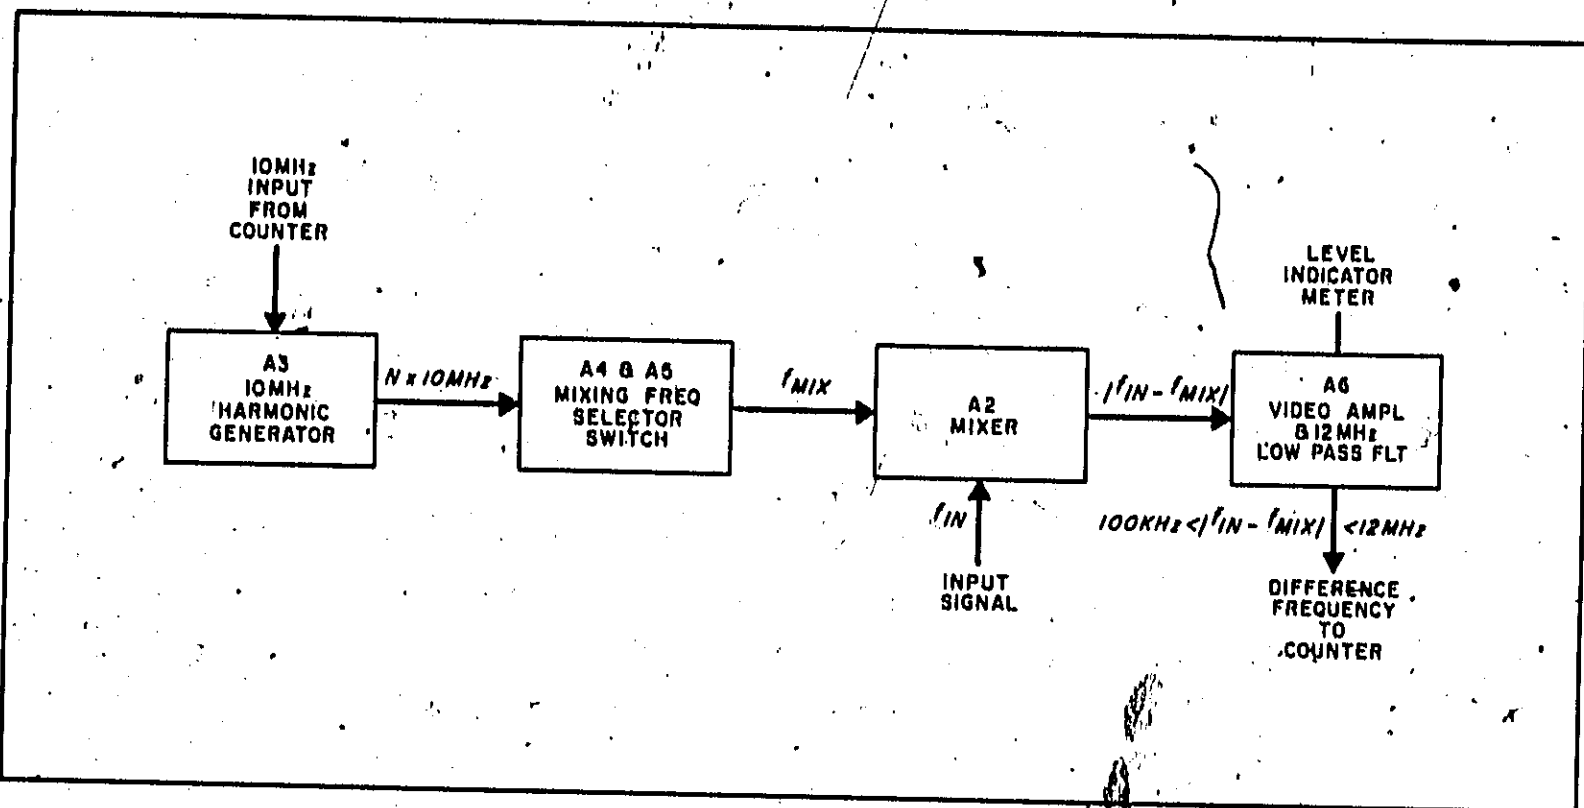 10MHz
INPUT
FROM
COUNTER
A3
10MHz
HARMONIC
GENERATOR
N x 10MHz
A4 & A5
MIXING FREQ
SELECTOR
SWITCH
fMIX
A2
MIXER
fIN
INPUT
SIGNAL
|fIN - fMIX|
LEVEL
INDICATOR
METER
A6
VIDEO AMPL
& 12MHz
LOW PASS FLT
100KHz <|fIN - fMIX| <12MHz
DIFFERENCE
FREQUENCY
TO
COUNTER